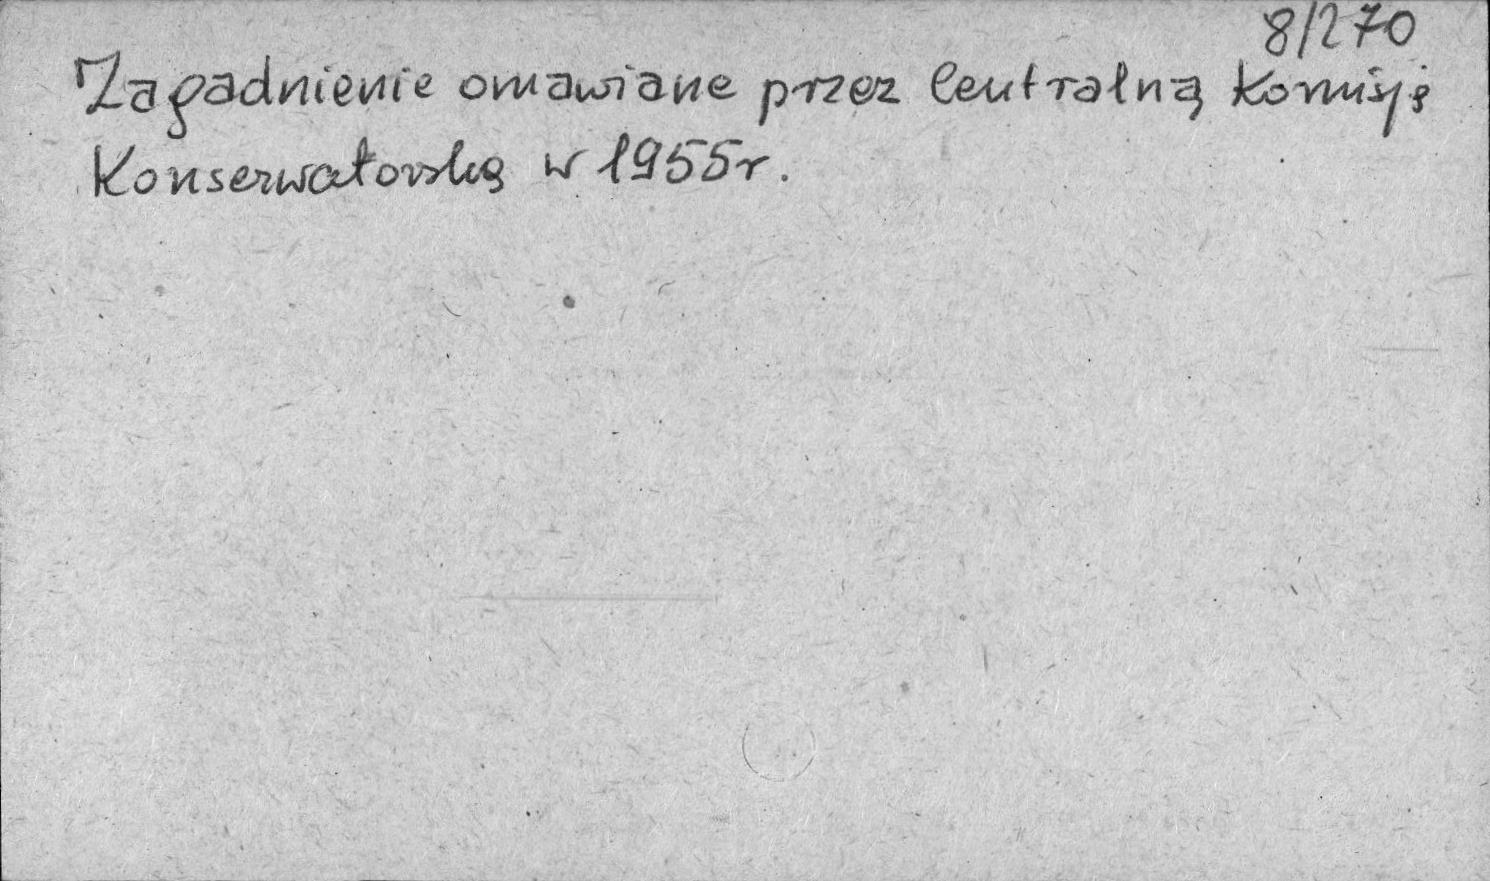 8/270
Zagadnienie omawiane przez Centralną Komisję
Konserwatorską w 1955r.